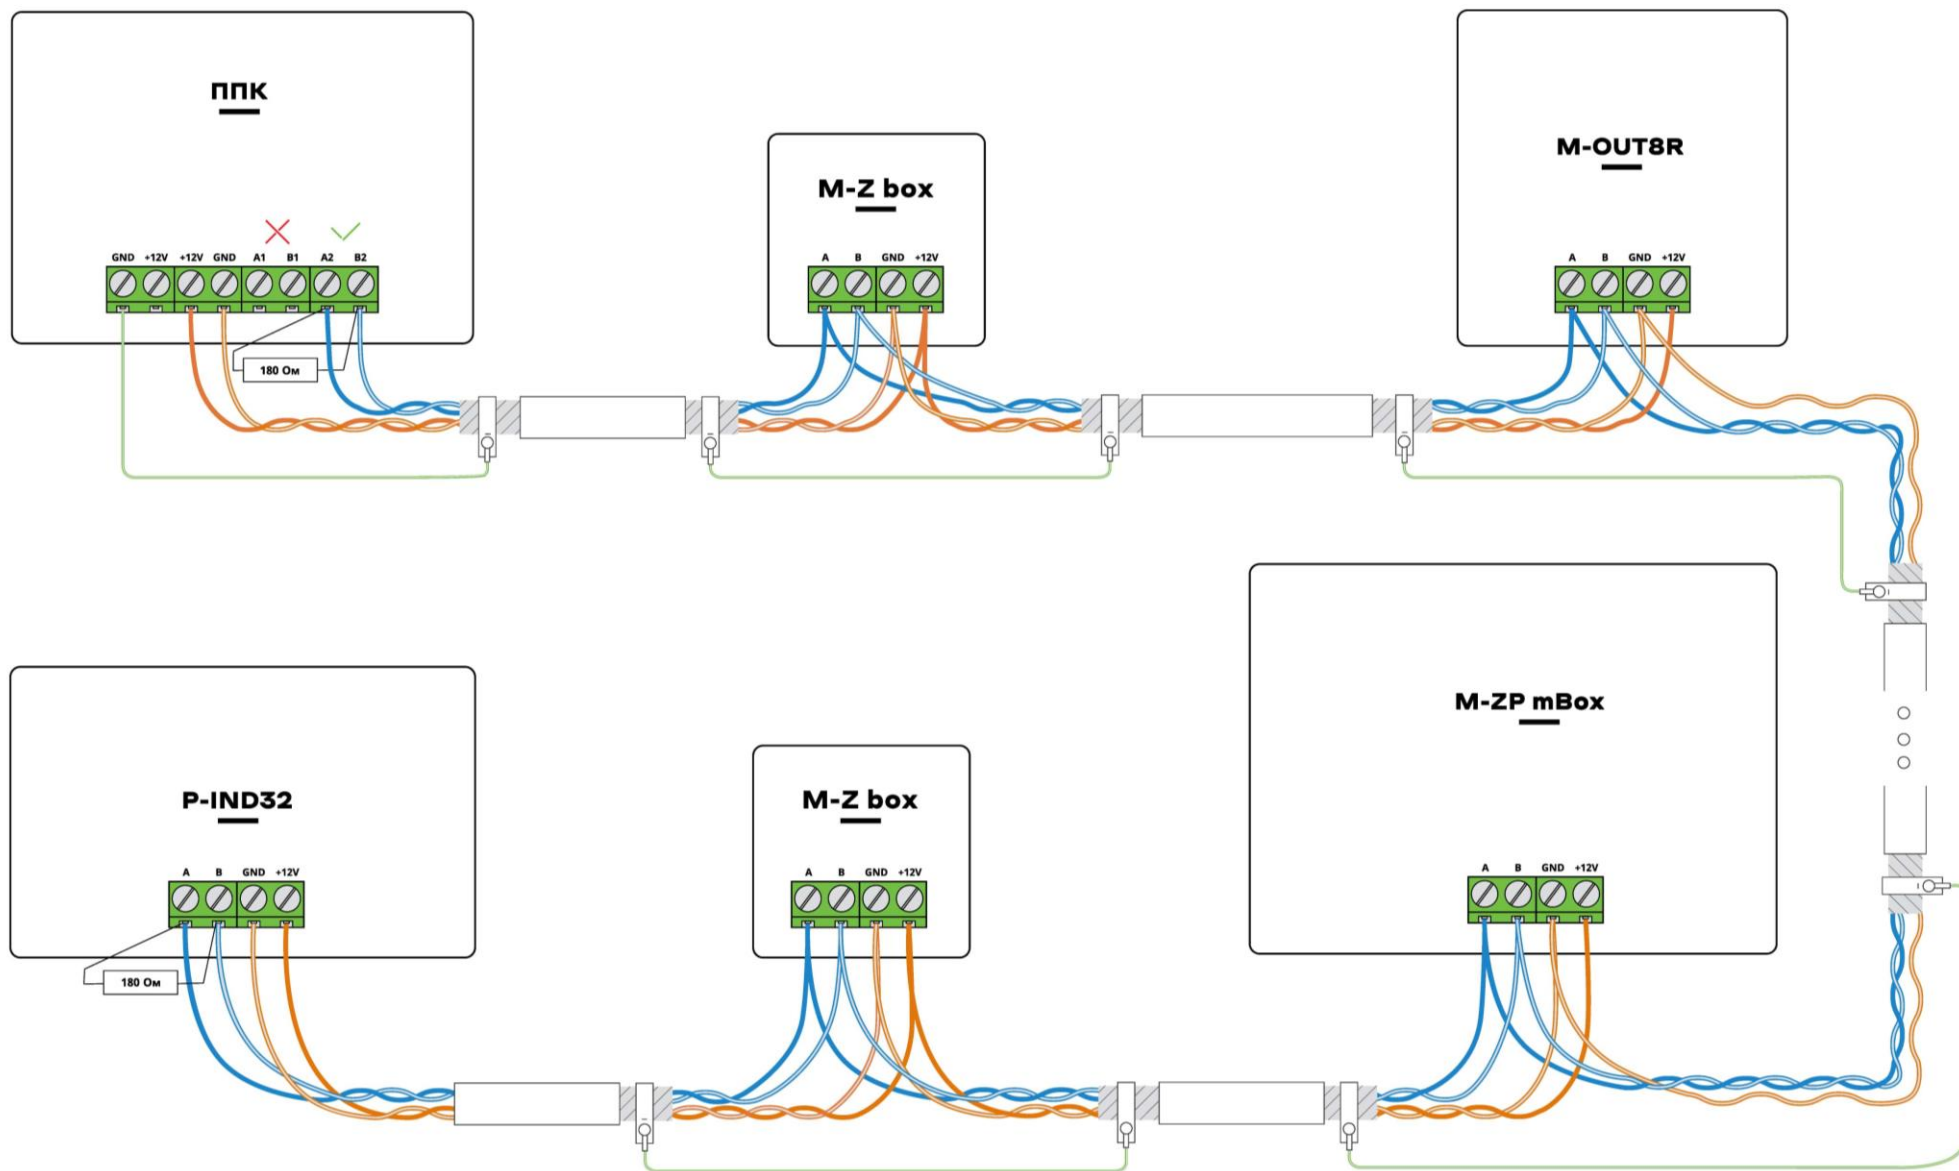 ППК
GND +12V +12V GND A1 B1 A2 B2
180 Ом
M-Z box
A B GND +12V
M-OUT8R
A B GND +12V
P-IND32
A B GND +12V
180 Ом
M-Z box
A B GND +12V
M-ZP mBox
A B GND +12V